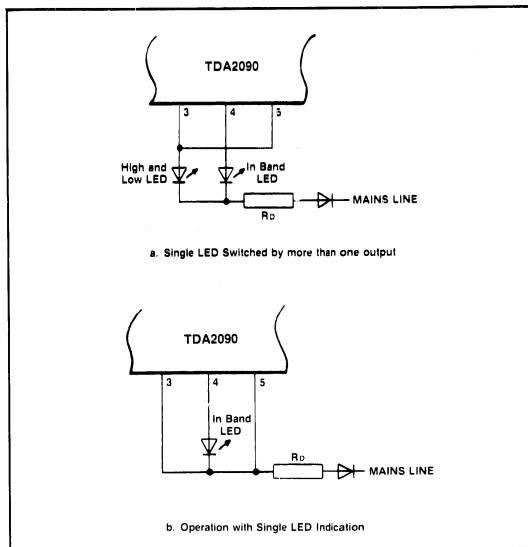 TDA2090
3 4 5
High and In Band
Low LED LED
RD MAINS LINE
a. Single LED Switched by more than one output
TDA2090
3 4 5
In Band
LED
RD MAINS LINE
b. Operation with Single LED Indication